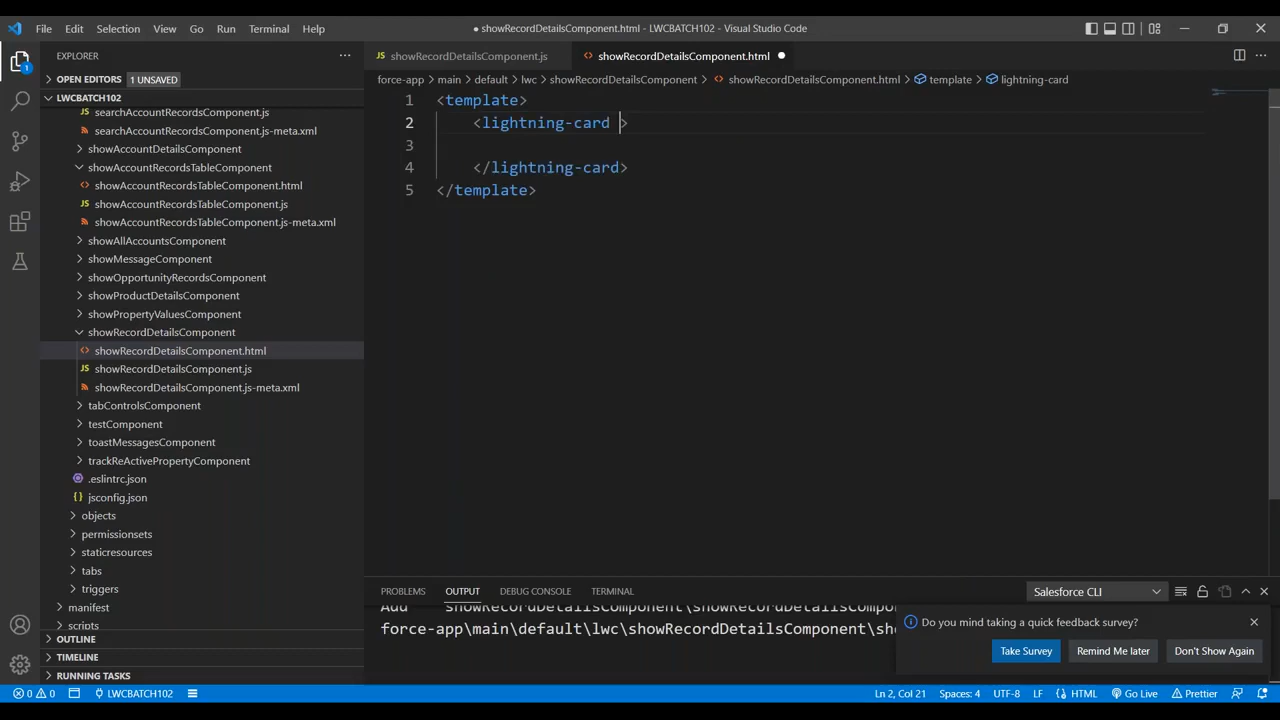 File Edit Selection View Go Run Terminal Help
● showRecordDetailsComponent.html - LWCBATCH102 - Visual Studio Code
EXPLORER
OPEN EDITORS 1 UNSAVED
LWCBATCH102
searchAccountRecordsComponent.js
searchAccountRecordsComponent.js-meta.xml
showAccountDetailsComponent
showAccountRecordsTableComponent
showAccountRecordsTableComponent.html
showAccountRecordsTableComponent.js
showAccountRecordsTableComponent.js-meta.xml
showAllAccountsComponent
showMessageComponent
showOpportunityRecordsComponent
showProductDetailsComponent
showPropertyValuesComponent
showRecordDetailsComponent
showRecordDetailsComponent.html
showRecordDetailsComponent.js
showRecordDetailsComponent.js-meta.xml
tabControlsComponent
testComponent
toastMessagesComponent
trackReActivePropertyComponent
.eslintrc.json
jsconfig.json
objects
permissionsets
staticresources
tabs
triggers
manifest
scripts
OUTLINE
TIMELINE
RUNNING TASKS
JS showRecordDetailsComponent.js
<> showRecordDetailsComponent.html ●
force-app > main > default > lwc > showRecordDetailsComponent > showRecordDetailsComponent.html > template > lightning-card
1 <template>
2 <lightning-card >
3
4 </lightning-card>
5 </template>
PROBLEMS OUTPUT DEBUG CONSOLE TERMINAL
Salesforce CLI
Add showRecordDetailsComponent\showRecordDetailsCompone
force-app\main\default\lwc\showRecordDetailsComponent\sh
Do you mind taking a quick feedback survey?
Take Survey Remind Me later Don't Show Again
0 0 LWCBATCH102
Ln 2, Col 21 Spaces: 4 UTF-8 LF HTML Go Live Prettier